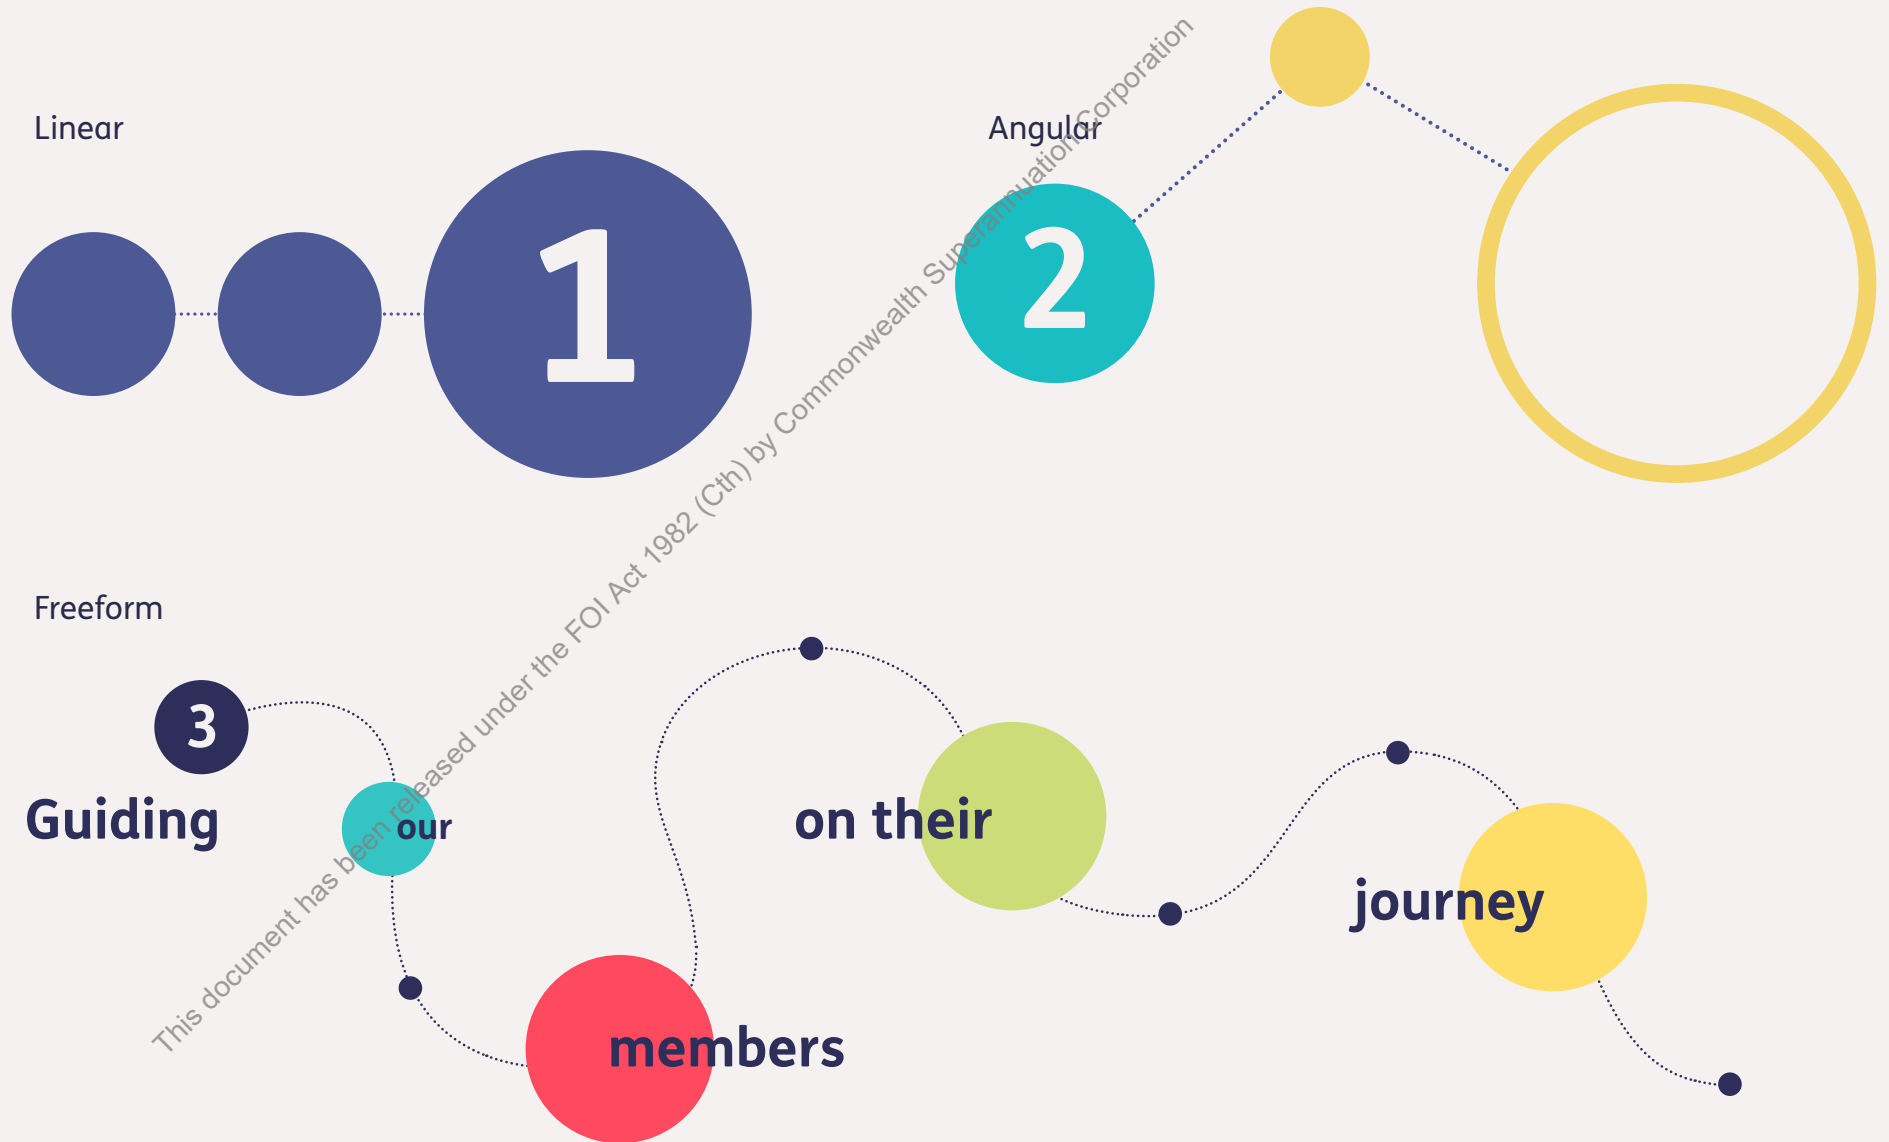 Linear
1
Angular
2
Freeform
3
Guiding
our
members
on their
journey
This document has been released under the FOI Act 1982 (Cth) by Commonwealth Superannuation Corporation